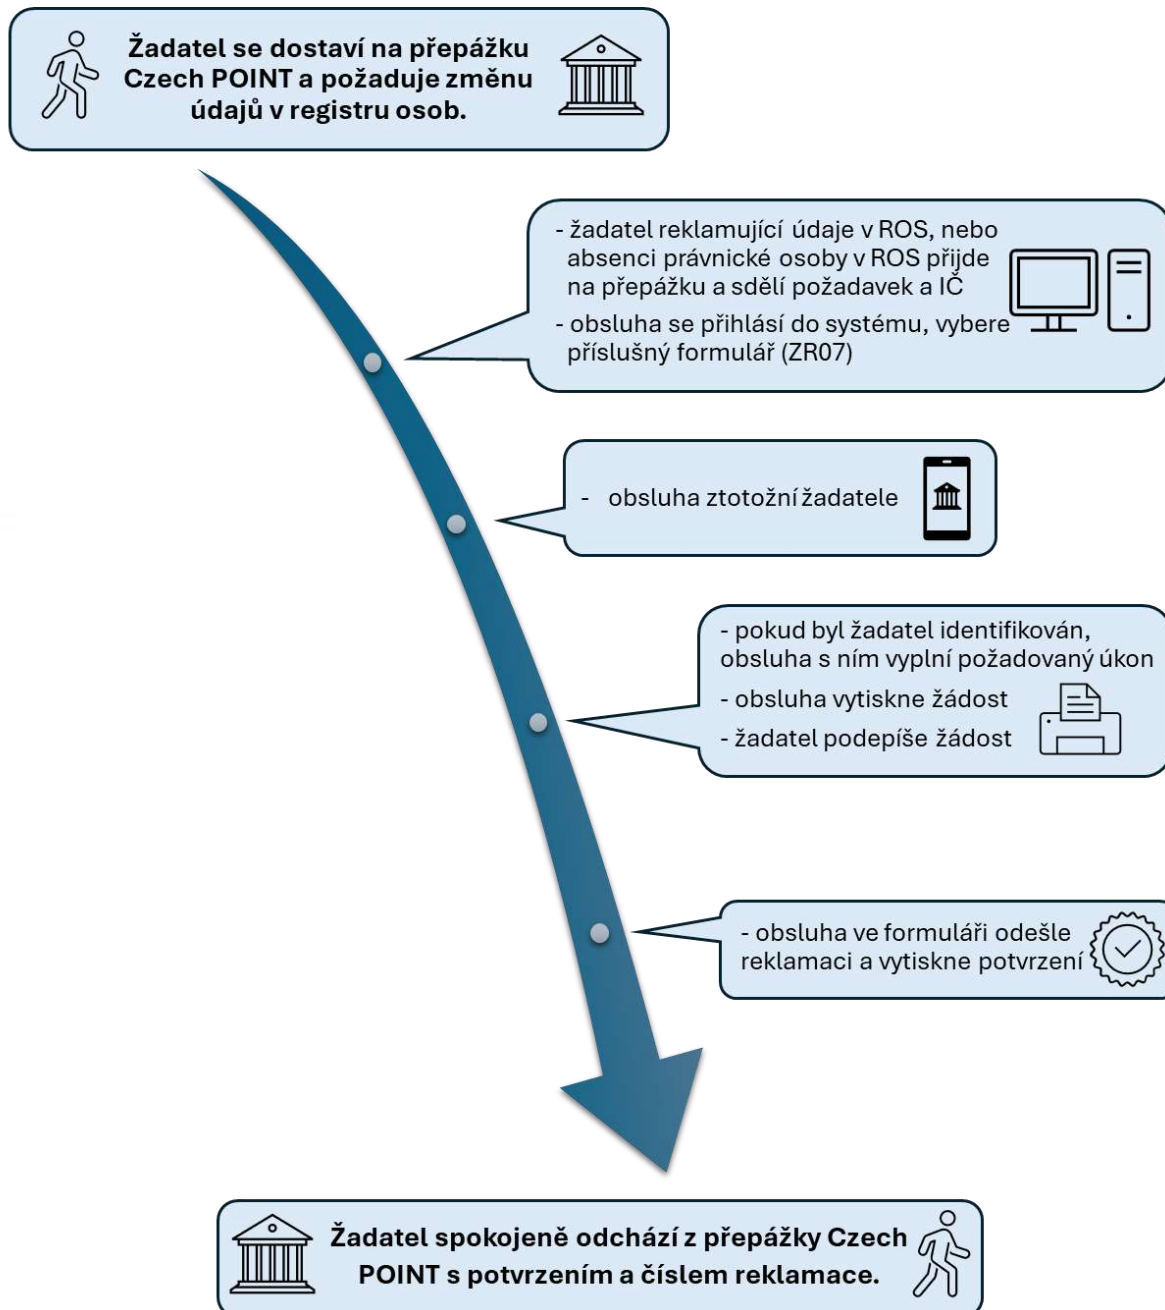 Žadatel se dostaví na přepážku
Czech POINT a požaduje změnu
údajů v registru osob.
- žadatel reklamující údaje v ROS, nebo
absenci právnické osoby v ROS přijde
na přepážku a sdělí požadavek a IČ
- obsluha se přihlásí do systému, vybere
příslušný formulář (ZR07)
- obsluha ztotožní žadatele
- pokud byl žadatel identifikován,
obsluha s ním vyplní požadovaný úkon
- obsluha vytiskne žádost
- žadatel podepíše žádost
- obsluha ve formuláři odešle
reklamaci a vytiskne potvrzení
Žadatel spokojeně odchází z přepážky Czech
POINT s potvrzením a číslem reklamace.